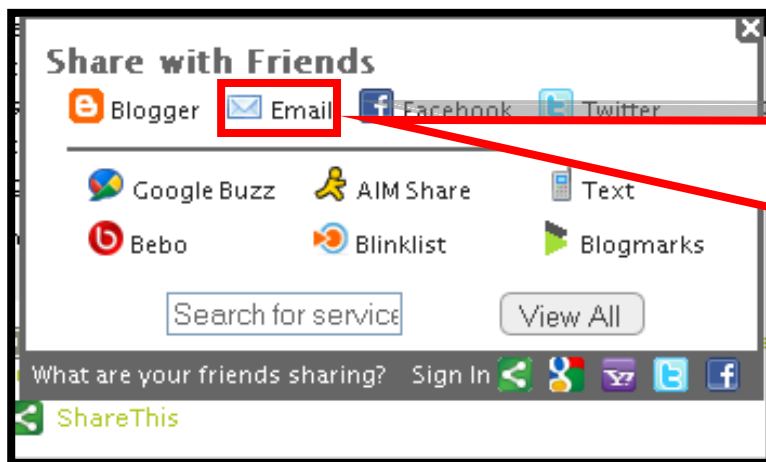 Share with Friends
Blogger Email Facebook Twitter
Google Buzz AIM Share Text
Bebo Blinklist Blogmarks
Search for service View All
What are your friends sharing? Sign In
ShareThis